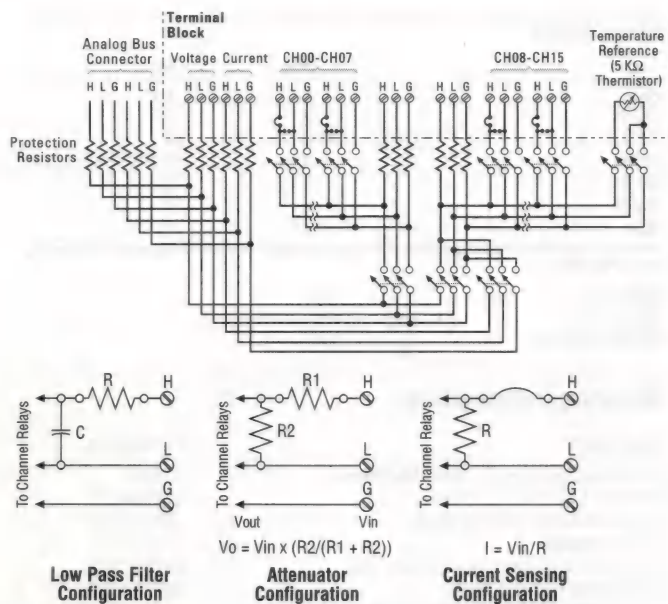 Terminal
Block
Analog Bus
Connector
Voltage Current
CH00-CH07
CH08-CH15
Temperature
Reference
(5 KΩ
Thermistor)
H L G H L G
H L G H L G
H L G H L G
H L G
H L G
H L G H L G
Protection
Resistors
R
H
C
L
G
To Channel Relays
R1
H
R2
L
G
To Channel Relays
Vout
Vin
Vo = Vin x (R2/(R1 + R2))
H
R
L
G
To Channel Relays
I = Vin/R
Low Pass Filter
Configuration
Attenuator
Configuration
Current Sensing
Configuration